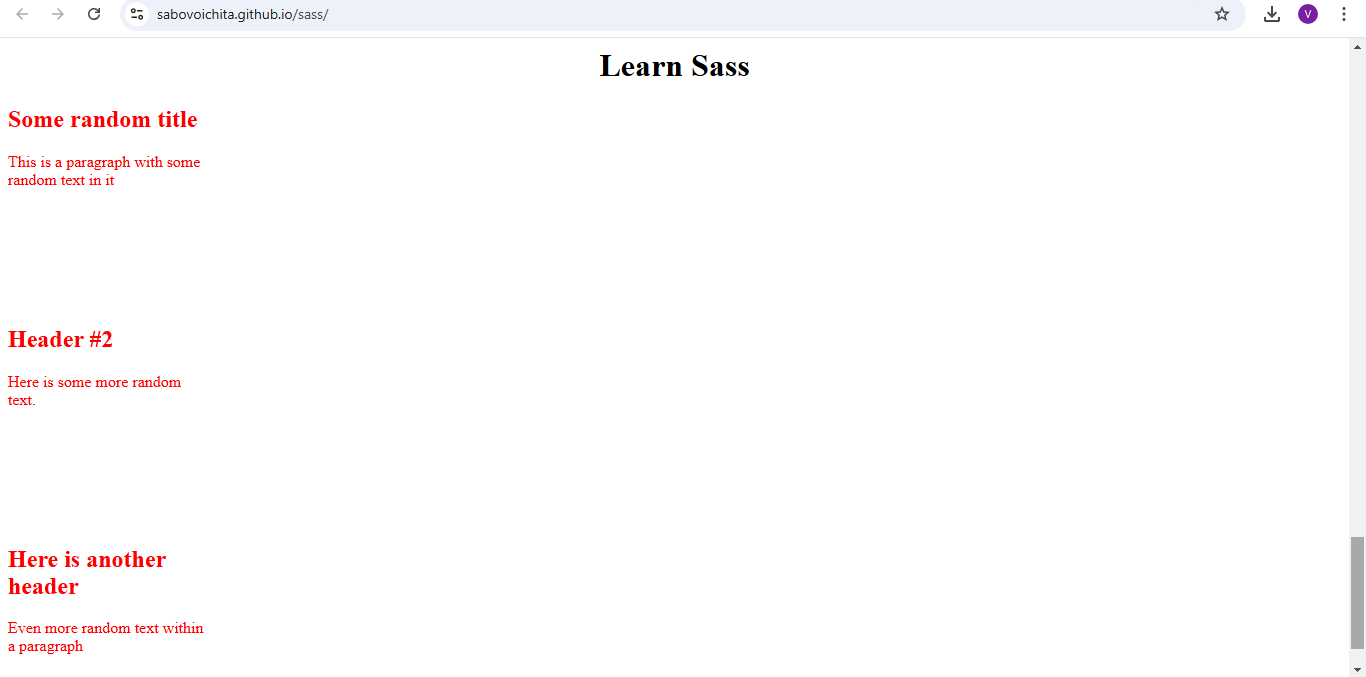 sabovoichita.github.io/sass/
V
Learn Sass
Some random title
This is a paragraph with some
random text in it
Header #2
Here is some more random
text.
Here is another
header
Even more random text within
a paragraph